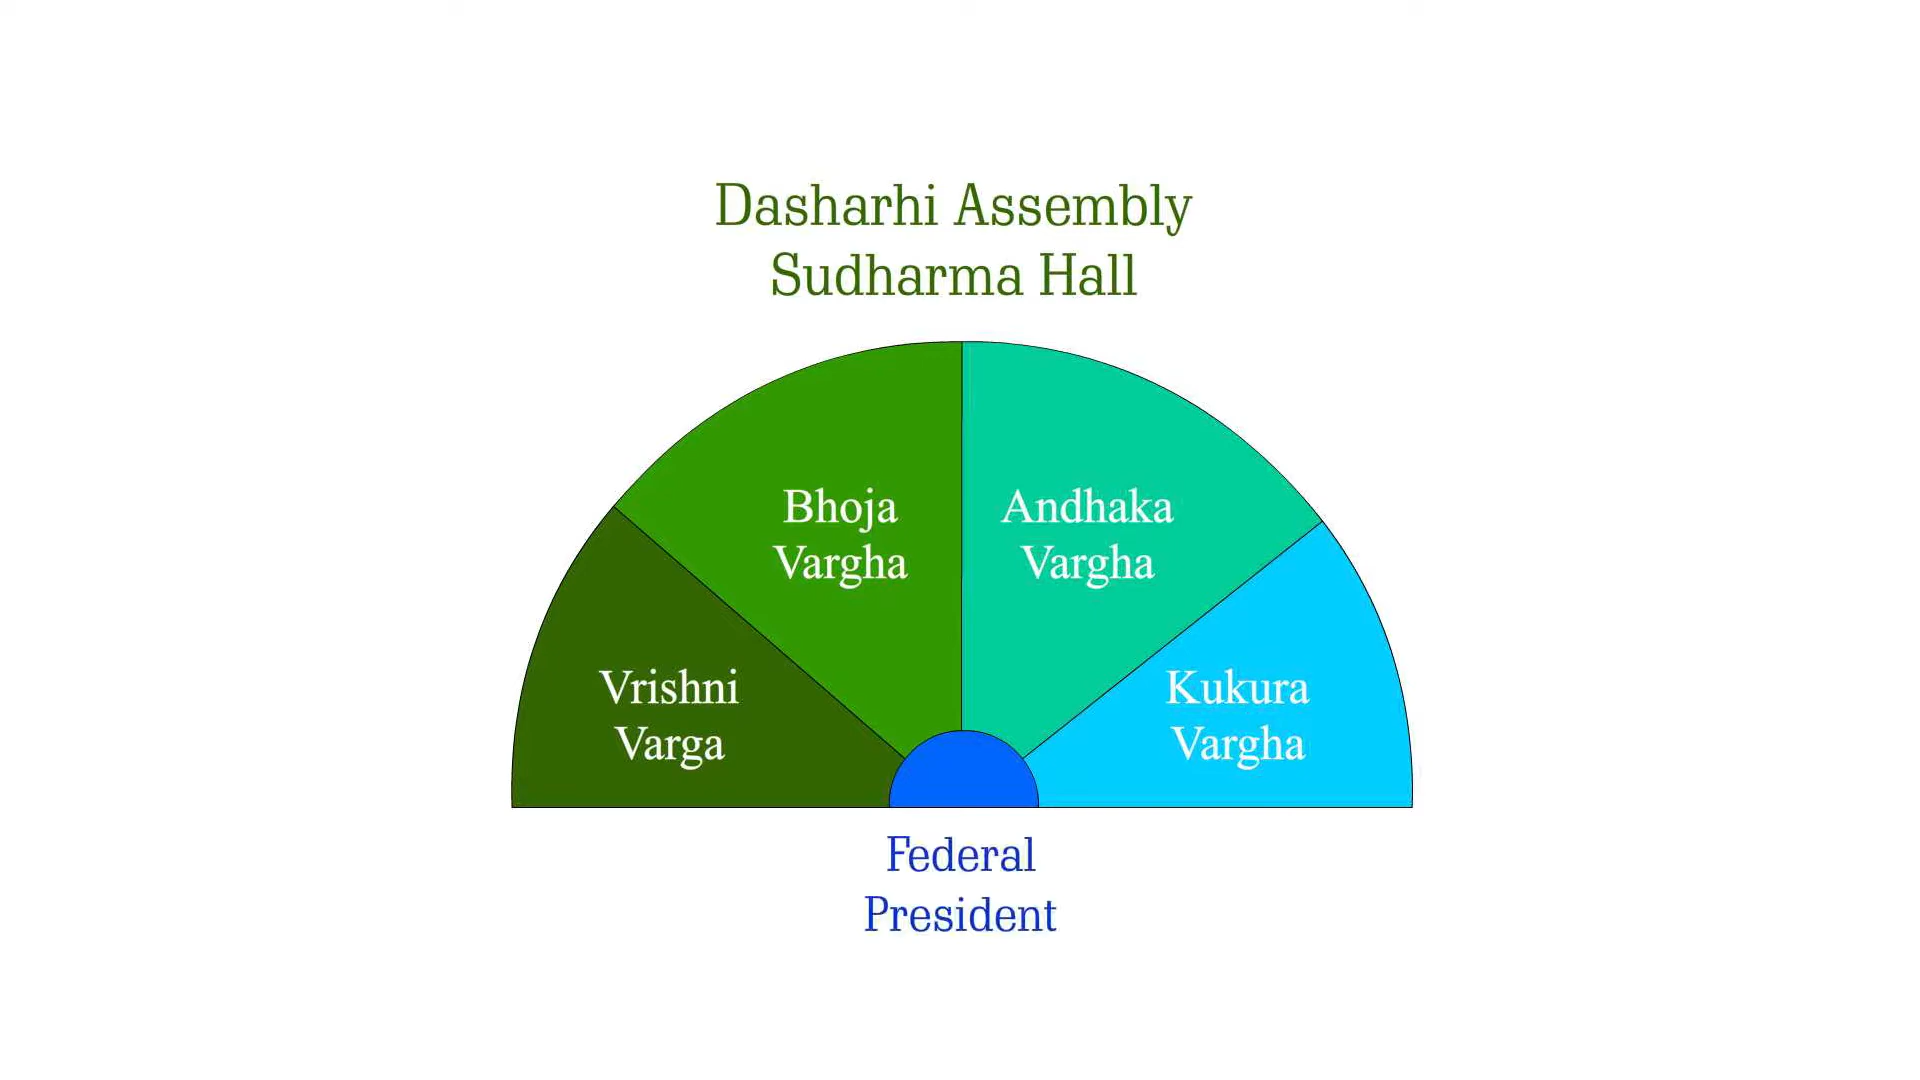 Dasharhi Assembly
Sudharma Hall
Bhoja
Vargha
Andhaka
Vargha
Vrishni
Varga
Kukura
Vargha
Federal
President